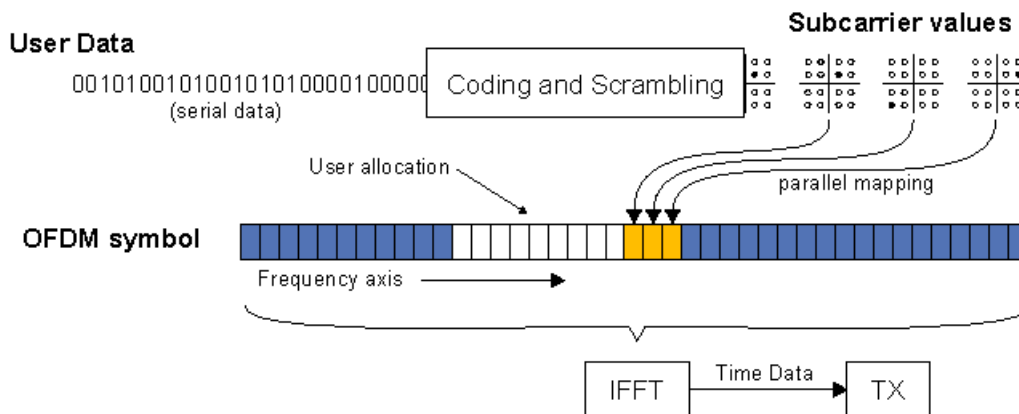 Subcarrier values
User Data
001010010100101010000100000
(serial data)
Coding and Scrambling
User allocation
parallel mapping
OFDM symbol
Frequency axis
IFFT
Time Data
TX